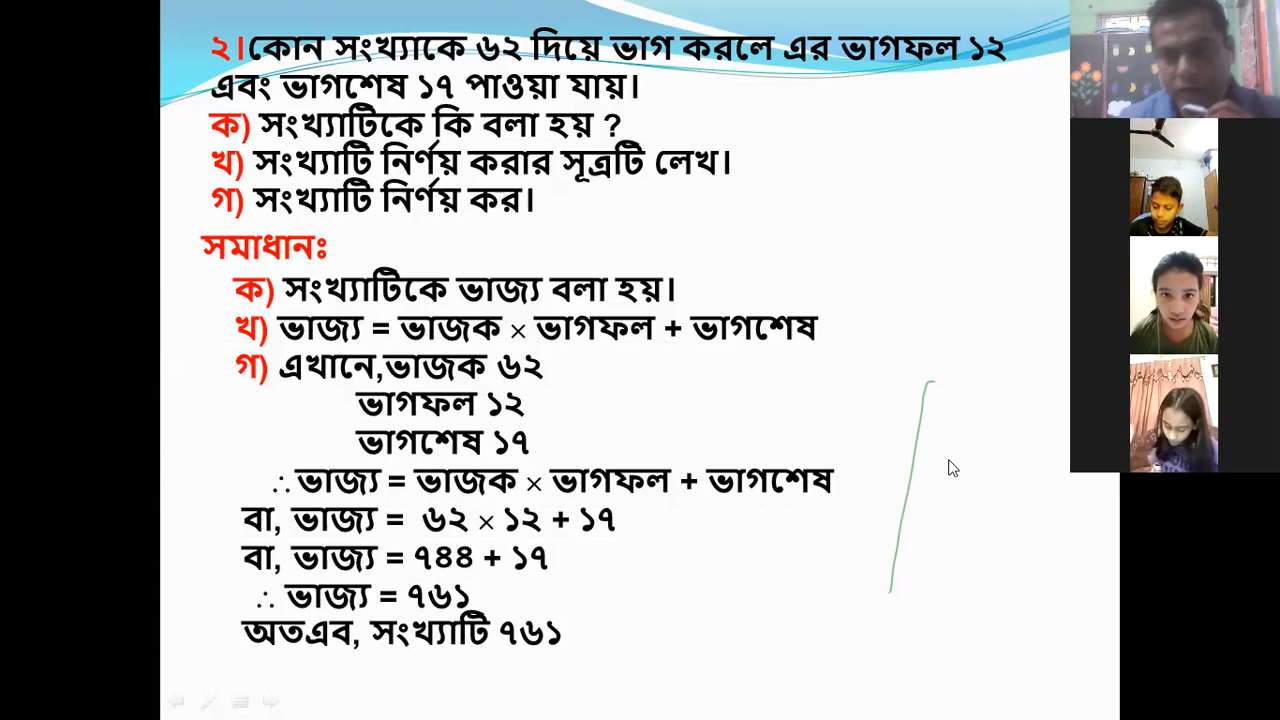 ২।কোন সংখ্যাকে ৬২ দিয়ে ভাগ করলে এর ভাগফল ১২
এবং ভাগশেষ ১৭ পাওয়া যায়।
ক) সংখ্যাটিকে কি বলা হয় ?
খ) সংখ্যাটি নির্ণয় করার সূত্রটি লেখ।
গ) সংখ্যাটি নির্ণয় কর।
সমাধানঃ
ক) সংখ্যাটিকে ভাজ্য বলা হয়।
খ) ভাজ্য = ভাজক × ভাগফল + ভাগশেষ
গ) এখানে,ভাজক ৬২
ভাগফল ১২
ভাগশেষ ১৭
∴ ভাজ্য = ভাজক × ভাগফল + ভাগশেষ
বা, ভাজ্য = ৬২ × ১২ + ১৭
বা, ভাজ্য = ৭৪৪ + ১৭
∴ ভাজ্য = ৭৬১
অতএব, সংখ্যাটি ৭৬১